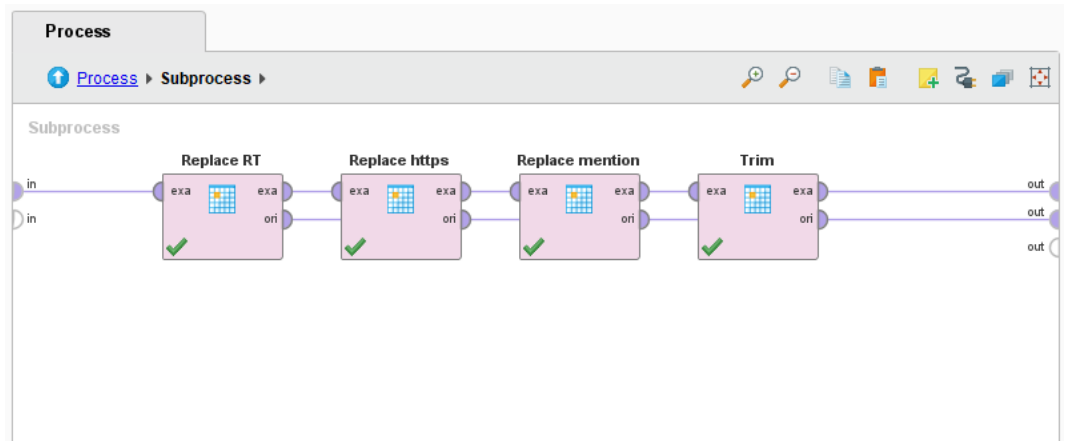 Process
Process Subprocess
Subprocess
Replace RT Replace https Replace mention Trim
in exa exa exa exa exa exa exa exa out
in ori ori ori ori out
out